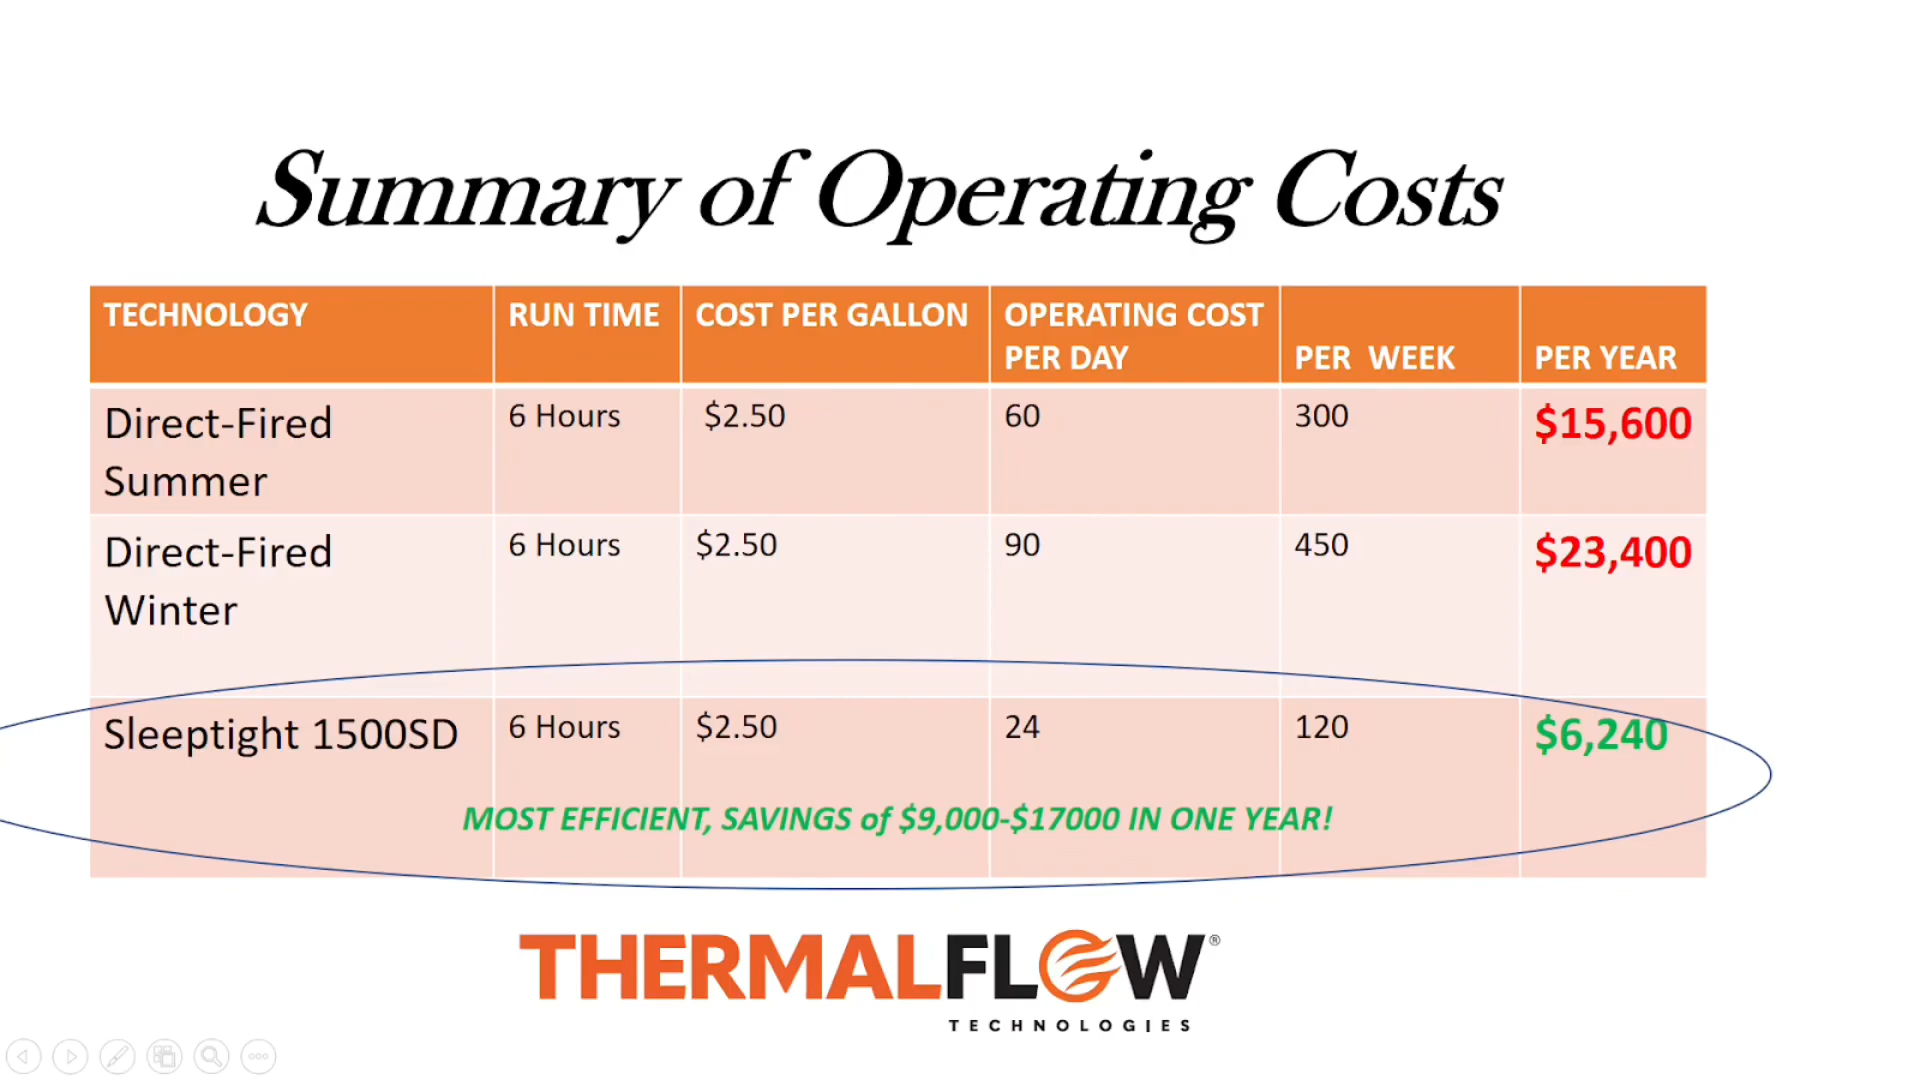 Summary of Operating Costs
TECHNOLOGY
RUN TIME
COST PER GALLON
OPERATING COST
PER DAY
PER WEEK
PER YEAR
Direct-Fired
Summer
6 Hours
$2.50
60
300
$15,600
Direct-Fired
Winter
6 Hours
$2.50
90
450
$23,400
Sleeptight 1500SD
6 Hours
$2.50
24
120
$6,240
MOST EFFICIENT, SAVINGS of $9,000-$17000 IN ONE YEAR!
THERMALFLOW®
TECHNOLOGIES